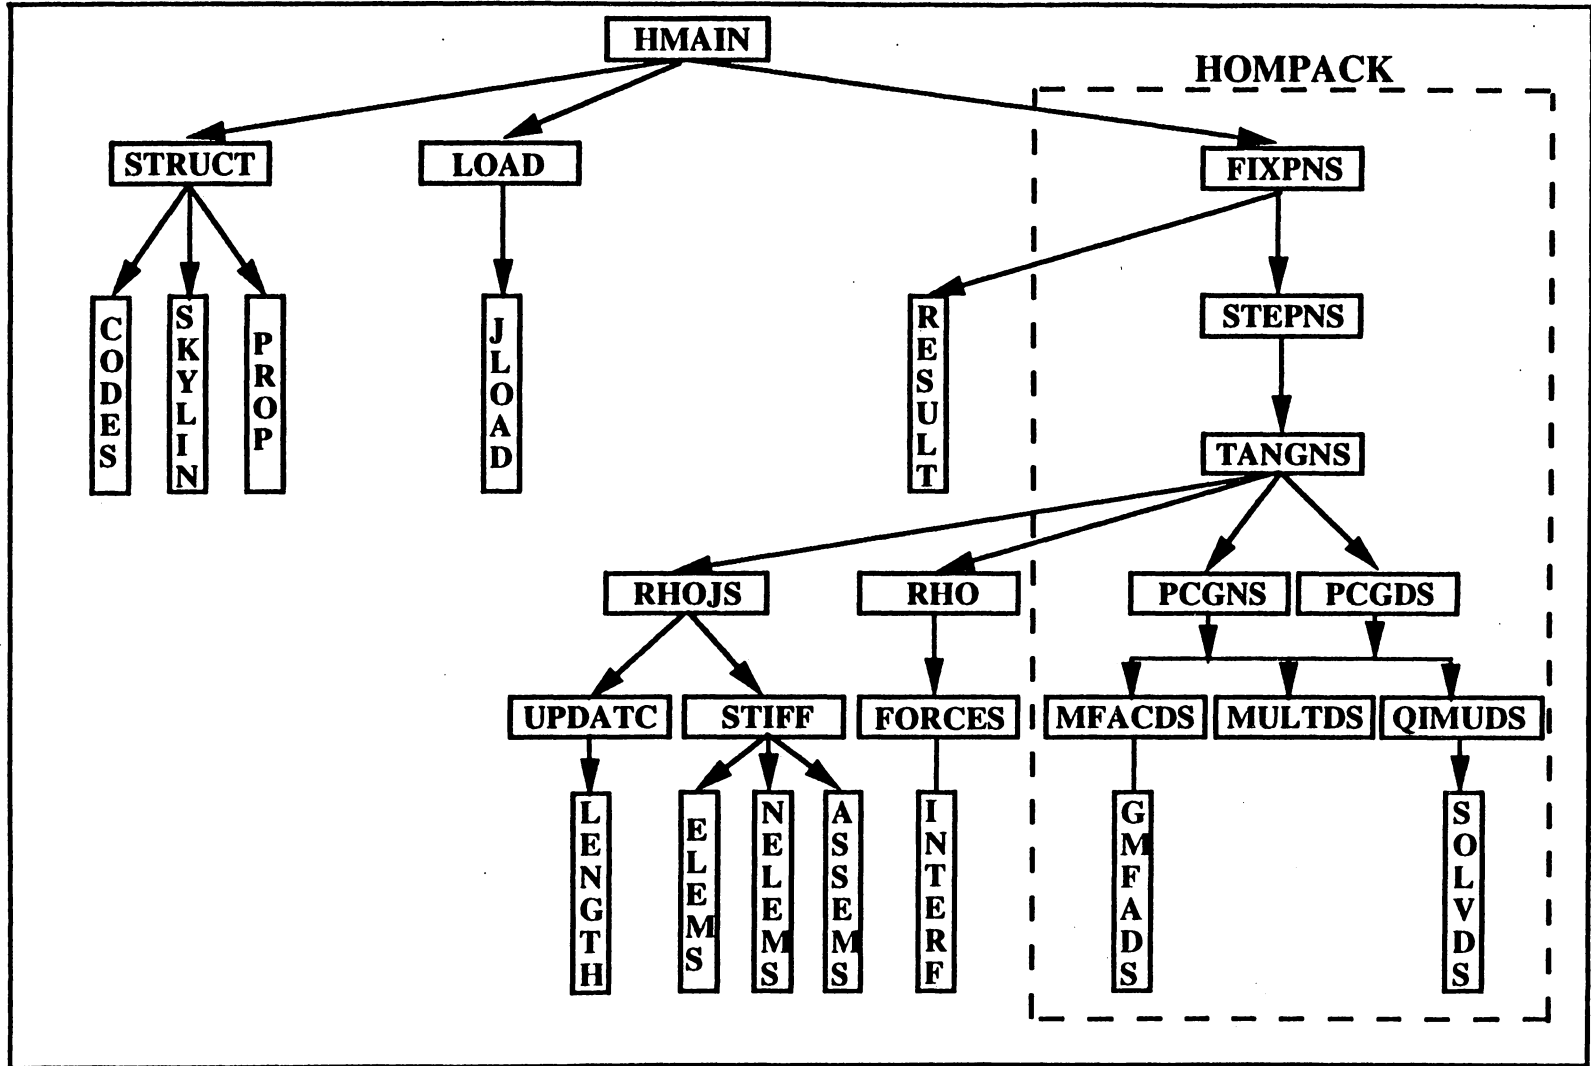 HMAIN
HOMPACK
STRUCT
LOAD
FIXPNS
CODES
SKYLIN
PROP
JLOAD
RESULT
STEPNS
TANGNS
RHOJS
RHO
PCGNS
PCGDS
UPDATC
STIFF
FORCES
MFACDS
MULTDS
QIMUDS
LENGTH
ELEMS
NELEMS
ASSEMS
INTERF
GMFADS
SOLVDS